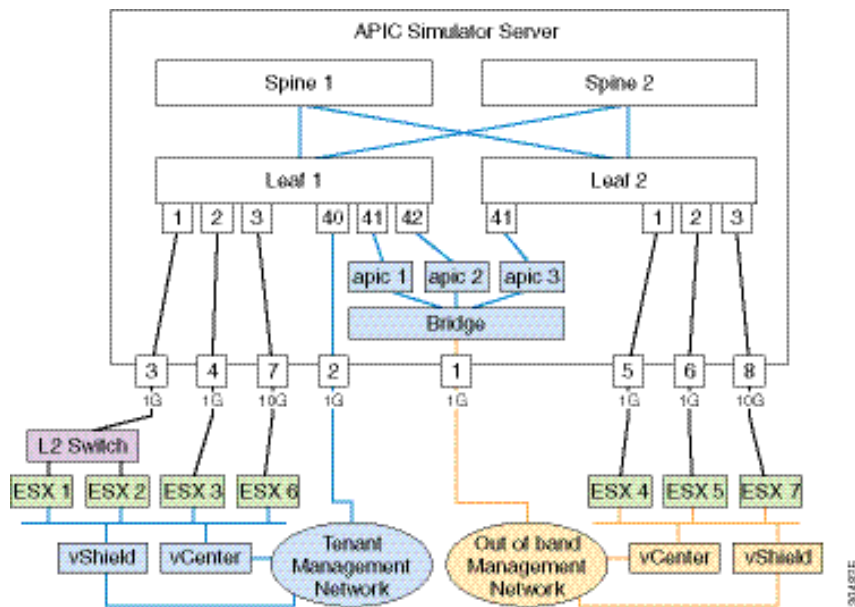 APIC Simulator Server
Spine 1
Spine 2
Leaf 1
Leaf 2
1
2
3
40
41
42
41
1
2
3
apic 1
apic 2
apic 3
Bridge
3
4
7
2
1
5
6
8
1G
1G
10G
1G
1G
1G
1G
10G
L2 Switch
ESX 1
ESX 2
ESX 3
ESX 6
ESX 4
ESX 5
ESX 7
vShield
vCenter
Tenant
Management
Network
Out of band
Management
Network
vCenter
vShield